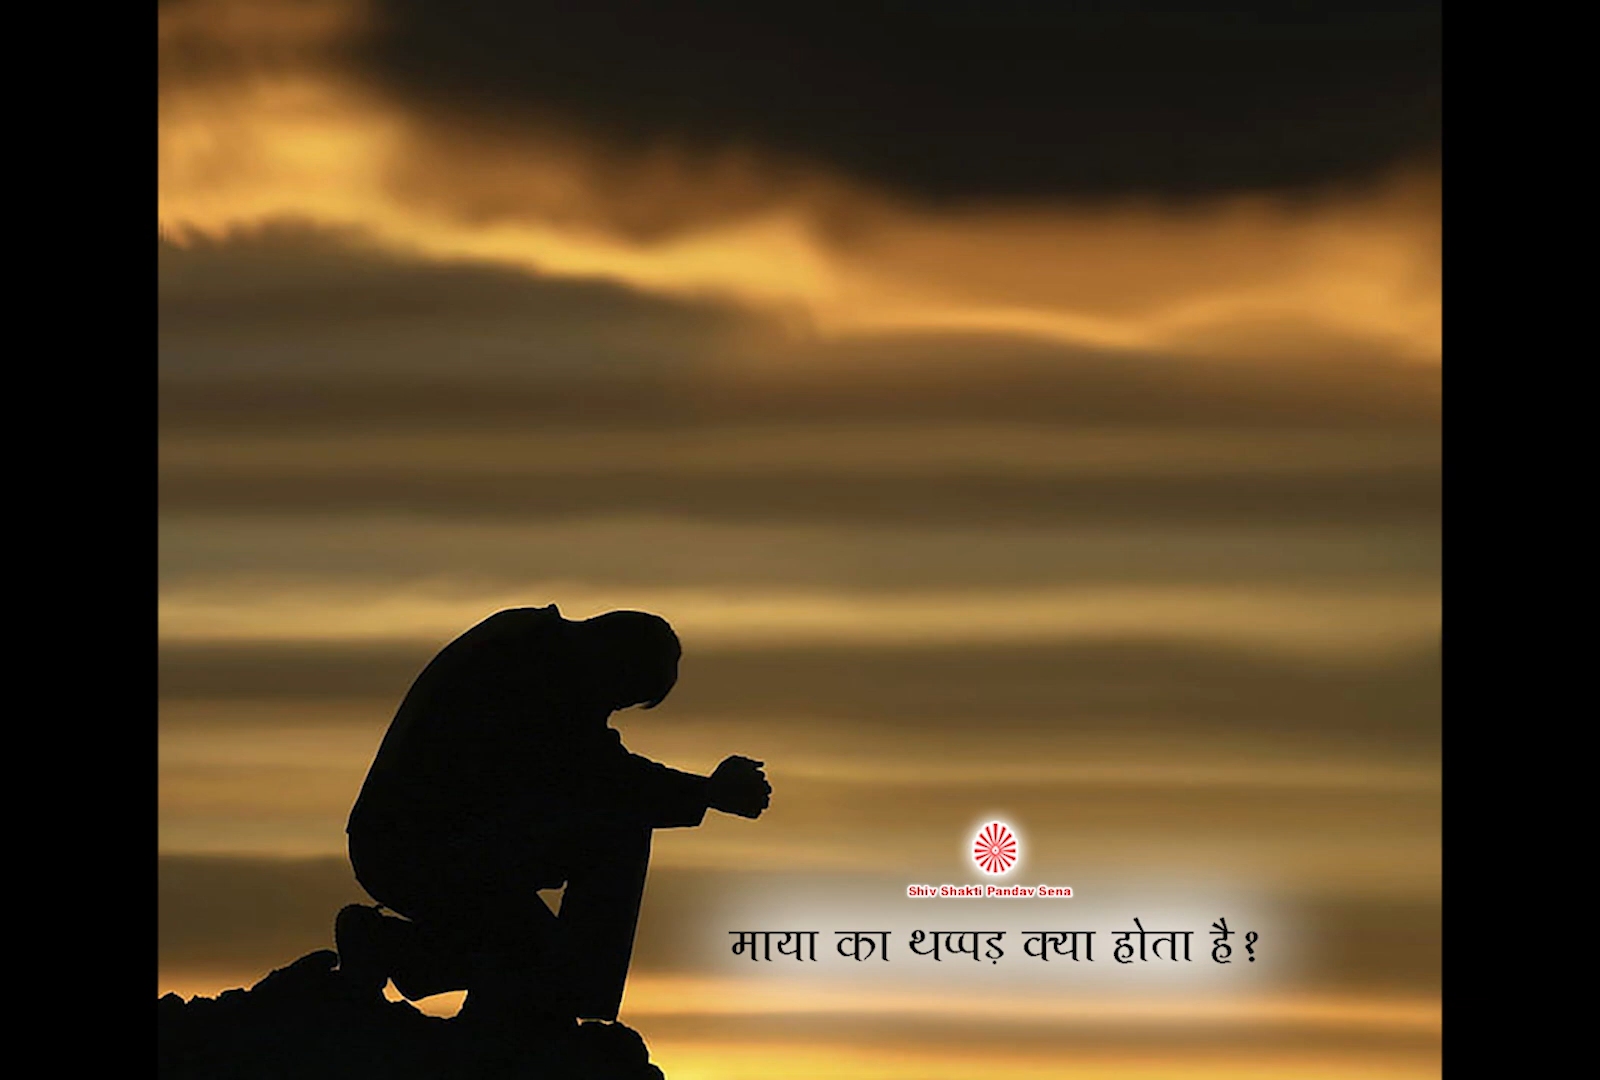 Shiv Shakti Pandav Sena
माया का थप्पड़ क्या होता है?